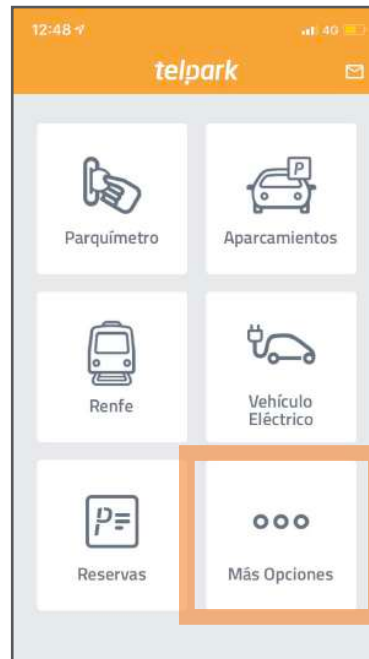 12:48 4G
telpark
P
Parquímetro Aparcamientos
Renfe Vehículo
Eléctrico
P
Reservas Más Opciones